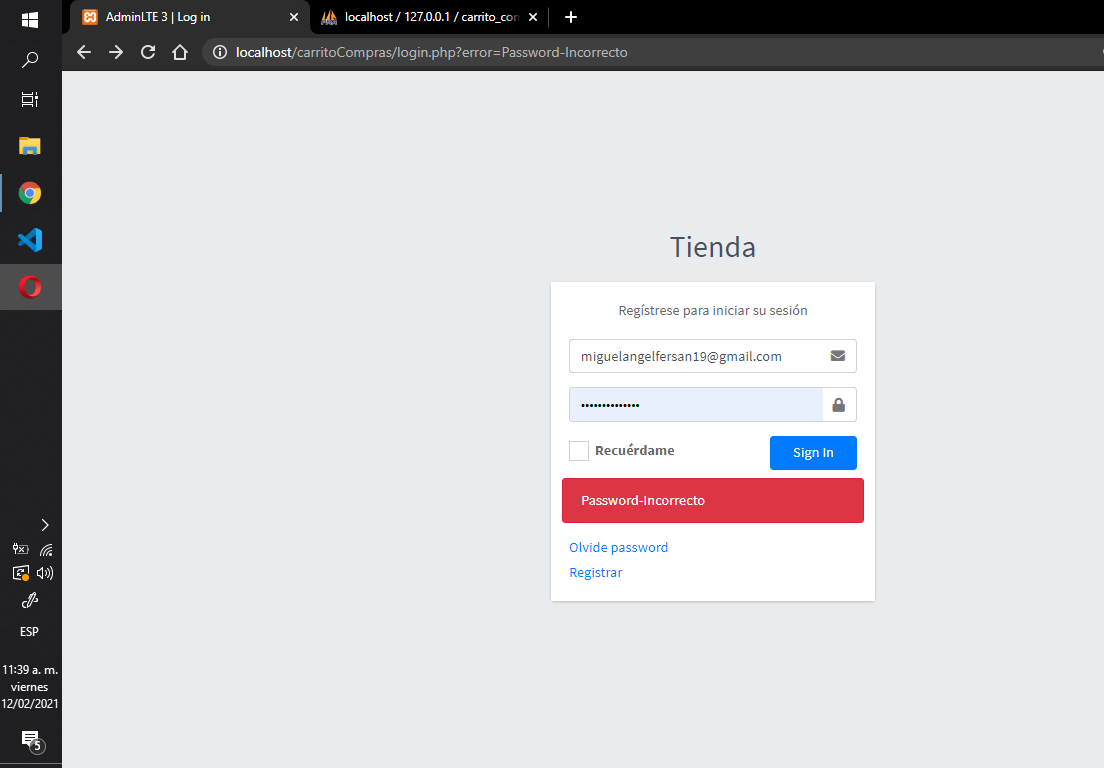 AdminLTE 3 | Log in
localhost / 127.0.0.1 / carrito_con
localhost/carritoCompras/login.php?error=Password-Incorrecto
Tienda
Regístrese para iniciar su sesión
miguelangelfersan19@gmail.com
Recuérdame
Sign In
Password-Incorrecto
Olvide password
Registrar
ESP
11:39 a. m.
viernes
12/02/2021
5